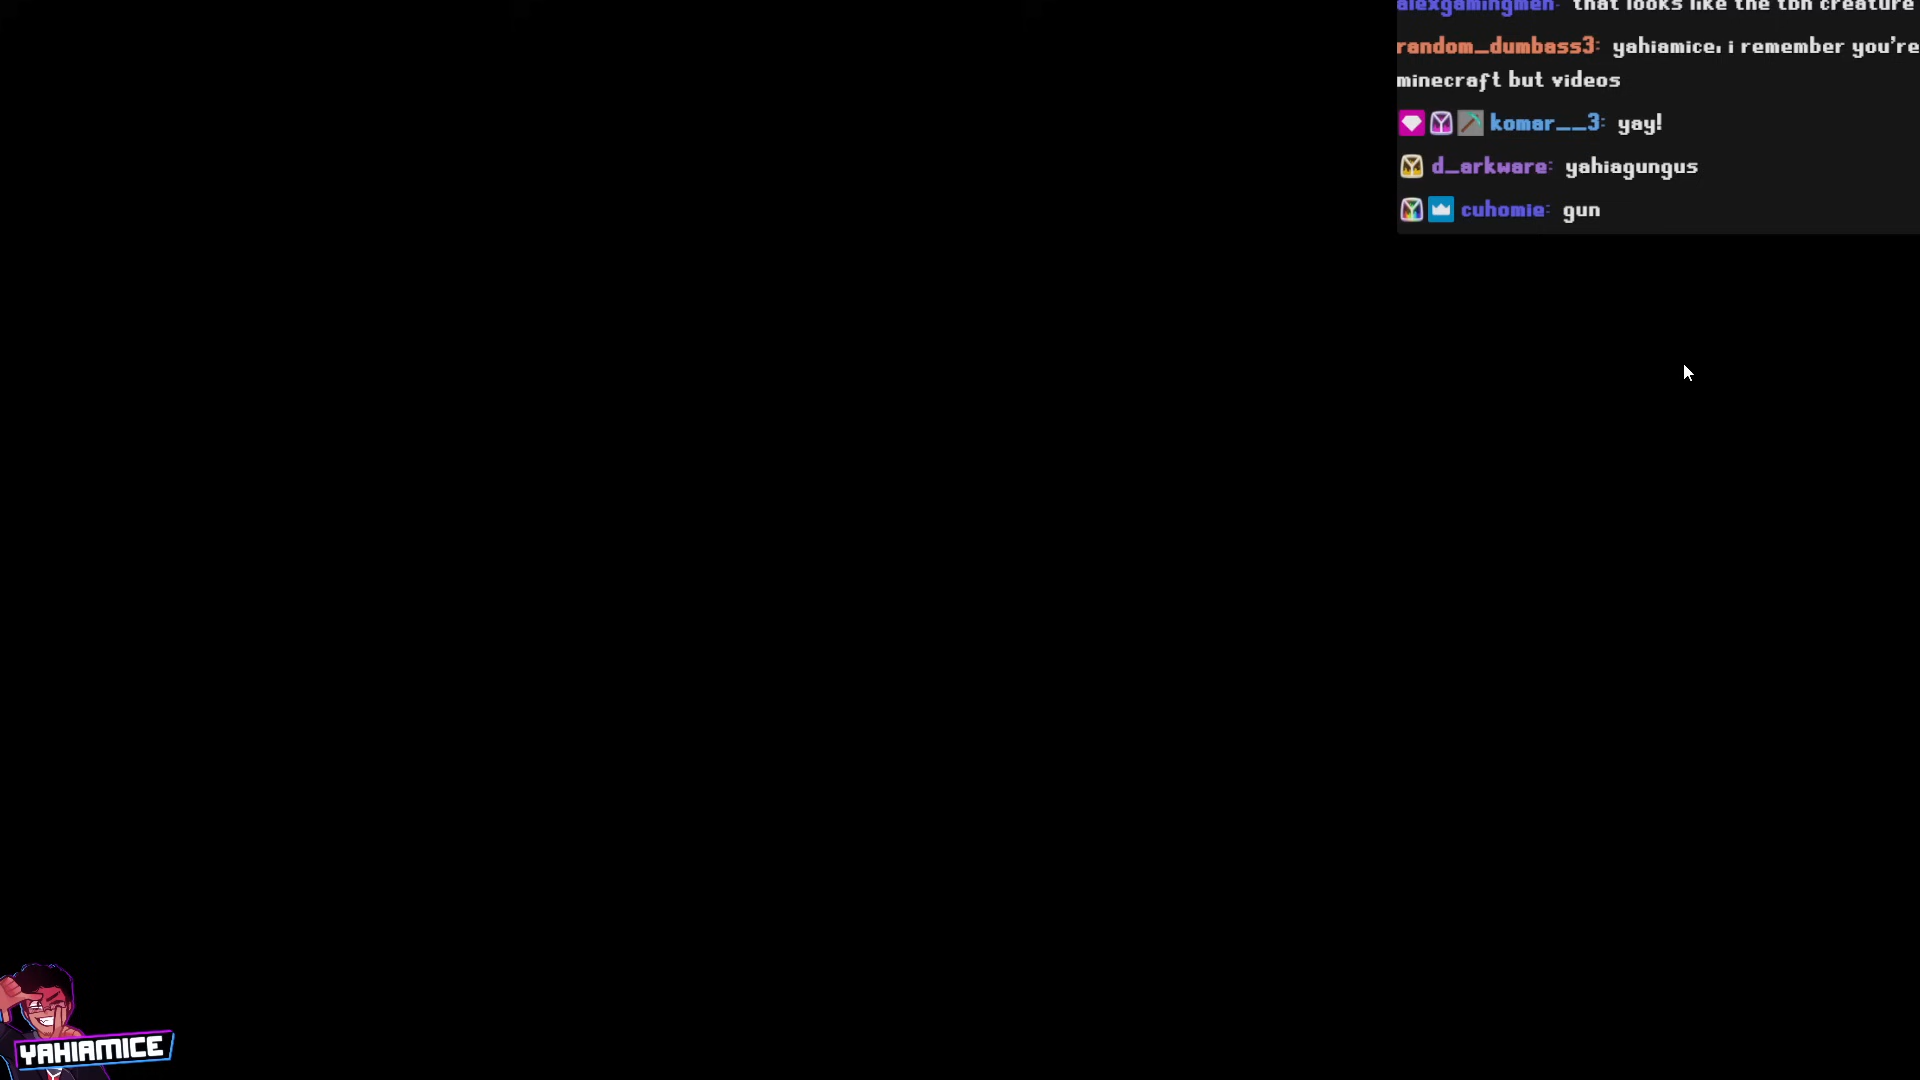 alexgamingmen: that looks like the tbh creature
random_dumbass3: yahiamice, i remember you're
minecraft but videos
komar__3: yay!
d_arkware: yahiagungus
cuhomie: gun
YAHIAMICE